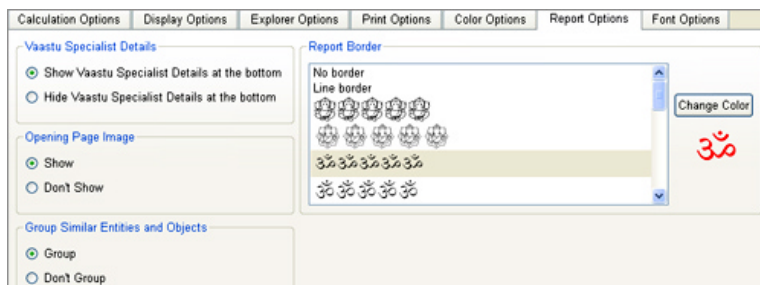 Calculation Options Display Options Explorer Options Print Options Color Options Report Options Font Options
Vaastu Specialist Details
Show Vaastu Specialist Details at the bottom
Hide Vaastu Specialist Details at the bottom
Opening Page Image
Show
Don't Show
Group Similar Entities and Objects
Group
Don't Group
Report Border
No border
Line border
ॐॐॐॐॐ
ॐ ॐ ॐ ॐ ॐ
Change Color
ॐ